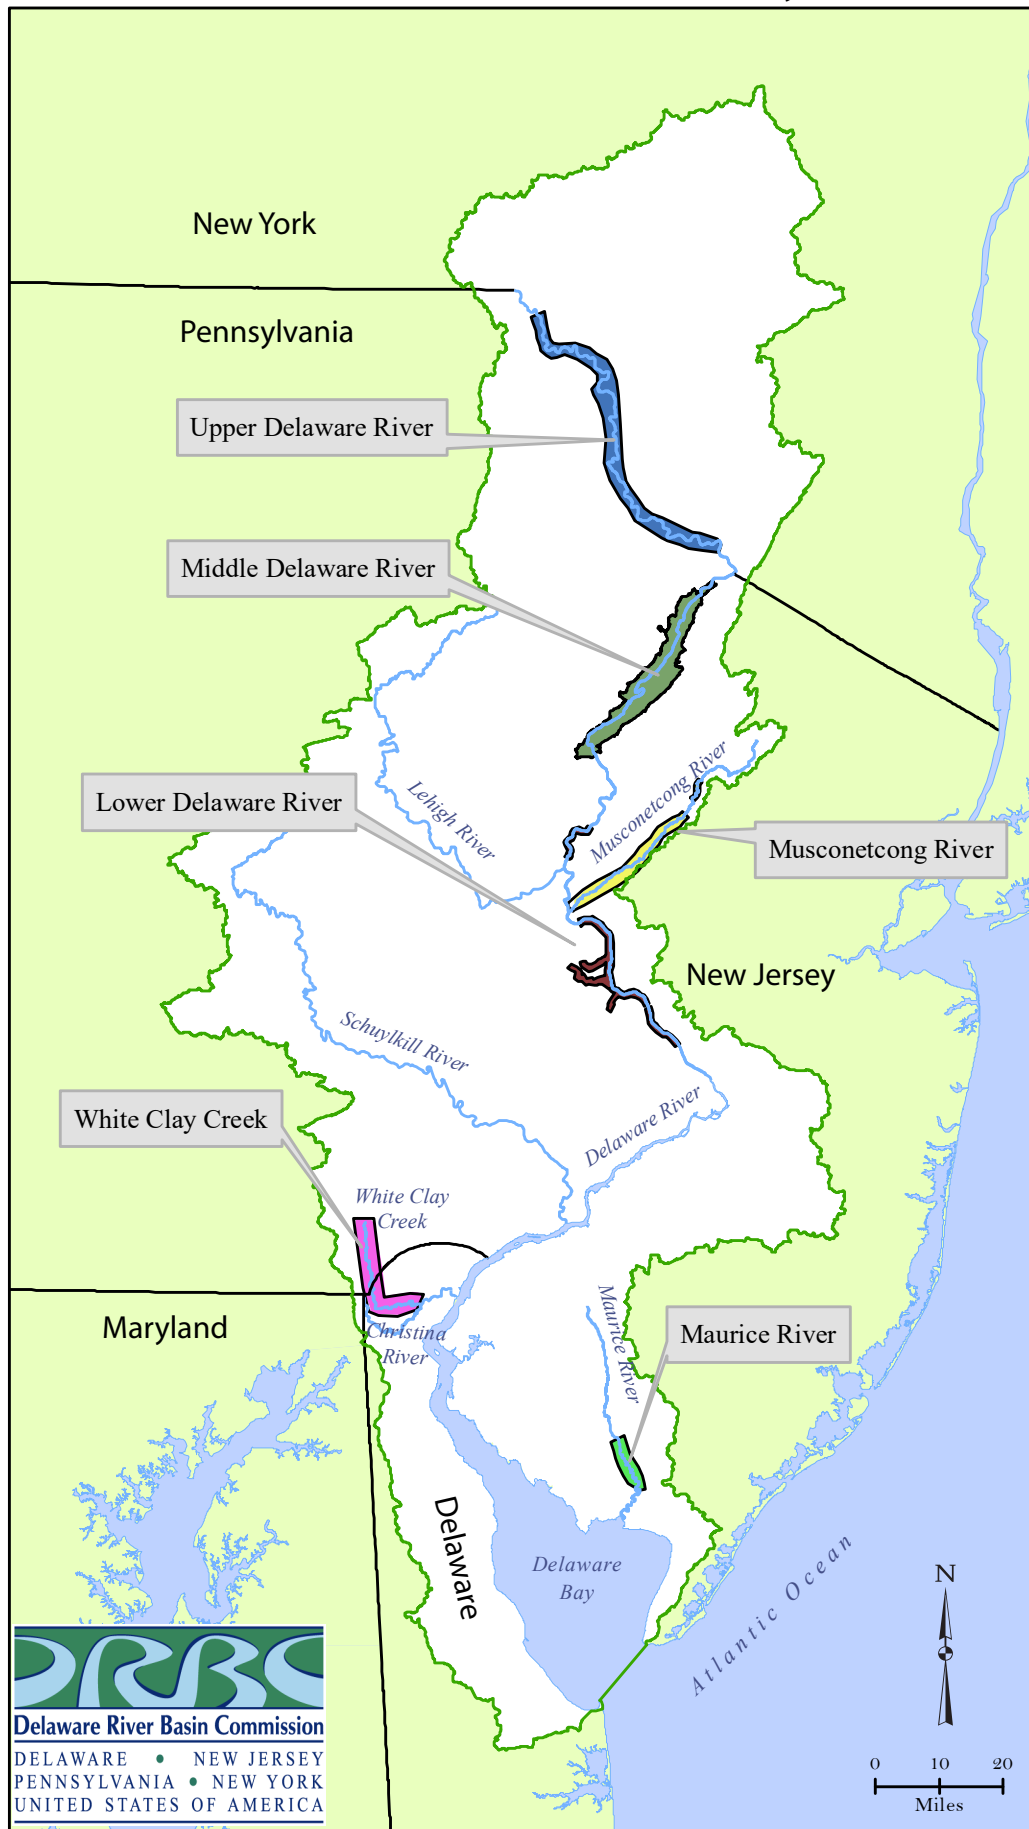 New York
Pennsylvania
Upper Delaware River
Middle Delaware River
Musconetcong River
Lower Delaware River
Lehigh River
Musconetcong River
New Jersey
Schuylkill River
Delaware River
White Clay Creek
White Clay
Creek
Maryland
Christina
River
Maurice River
Maurice River
Delaware
Delaware
Bay
Atlantic Ocean
N
DRBC
Delaware River Basin Commission
DELAWARE • NEW JERSEY
PENNSYLVANIA • NEW YORK
UNITED STATES OF AMERICA
0 10 20
Miles